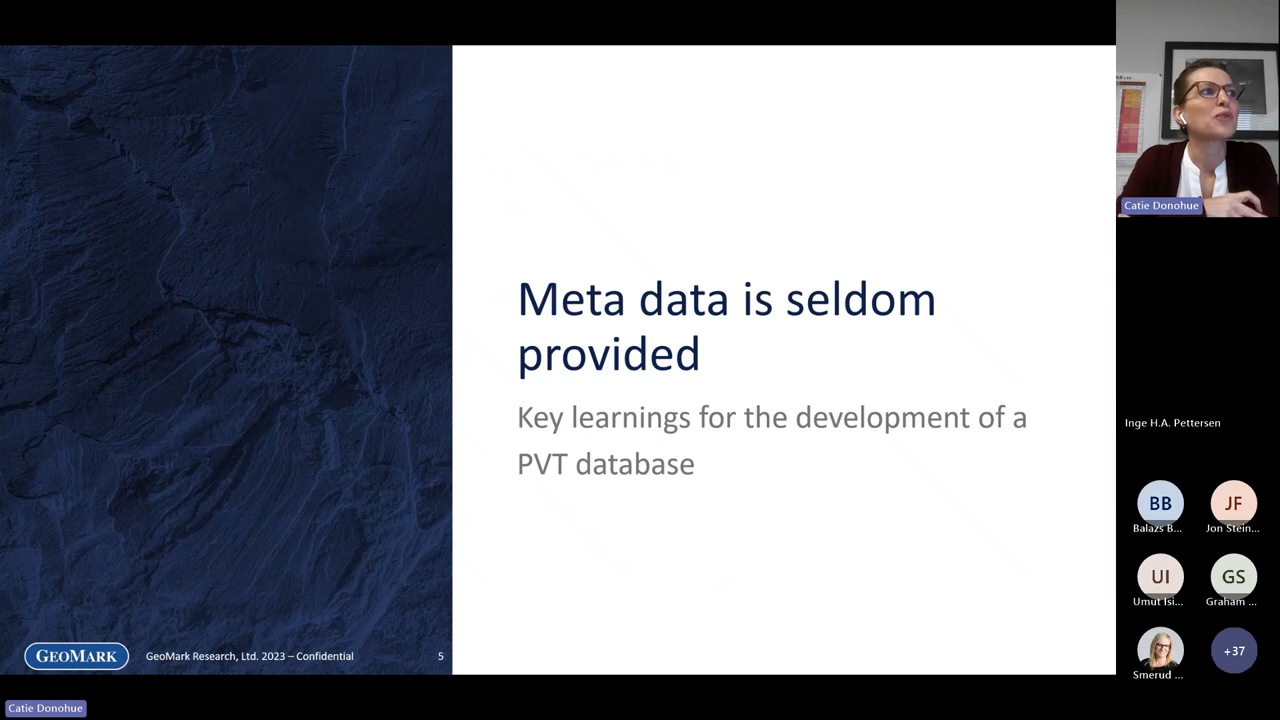 Meta data is seldom
provided
Key learnings for the development of a
PVT database
GEOMARK
GeoMark Research, Ltd. 2023 – Confidential
5
Catie Donohue
Inge H.A. Pettersen
BB
JF
Balazs B...
Jon Stein...
UI
GS
Umut Isi...
Graham ...
+37
Smerud ...
Catie Donohue